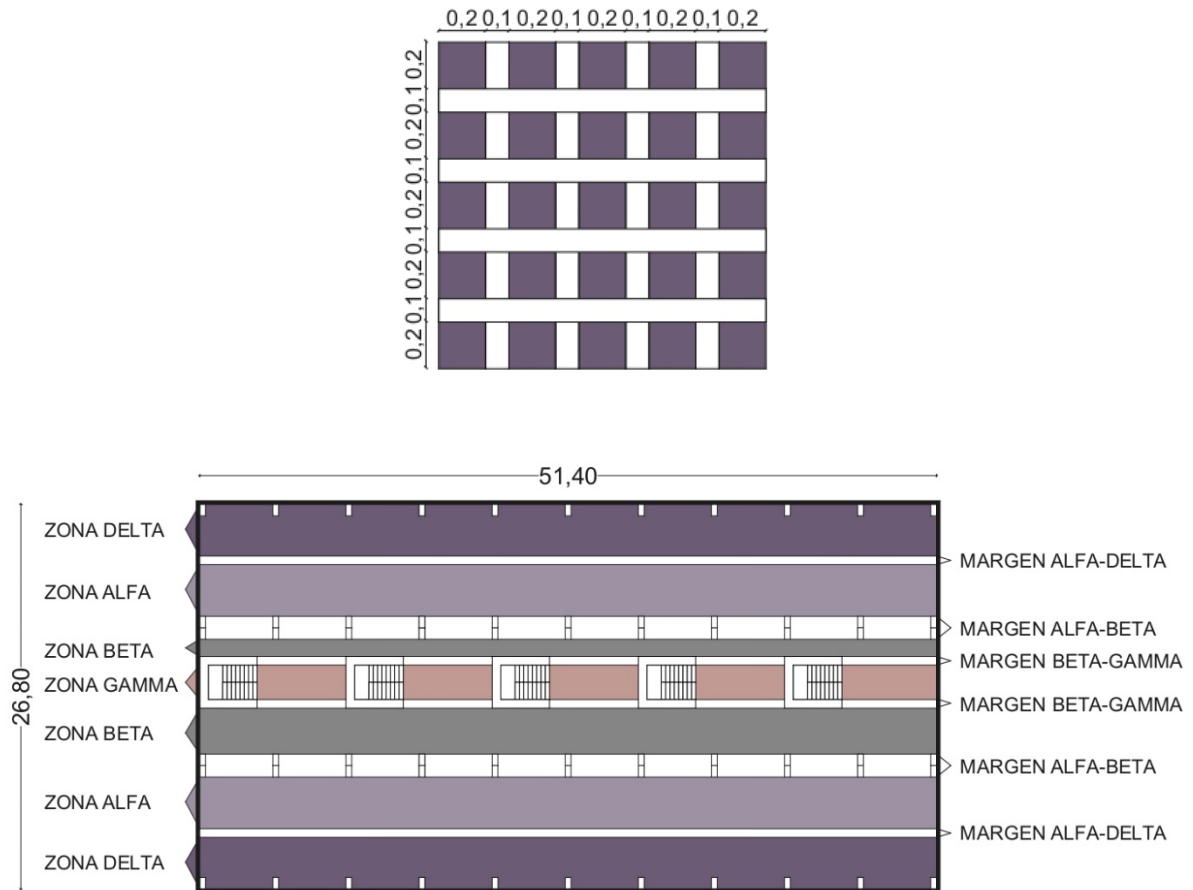 0,2 0,1 0,2 0,1 0,2 0,1 0,2 0,1 0,2
0,2
0,1
0,2
0,1
0,2
0,1
0,2
0,1
0,2
51,40
26,80
ZONA DELTA
MARGEN ALFA-DELTA
ZONA ALFA
MARGEN ALFA-BETA
ZONA BETA
MARGEN BETA-GAMMA
ZONA GAMMA
MARGEN BETA-GAMMA
ZONA BETA
MARGEN ALFA-BETA
ZONA ALFA
MARGEN ALFA-DELTA
ZONA DELTA